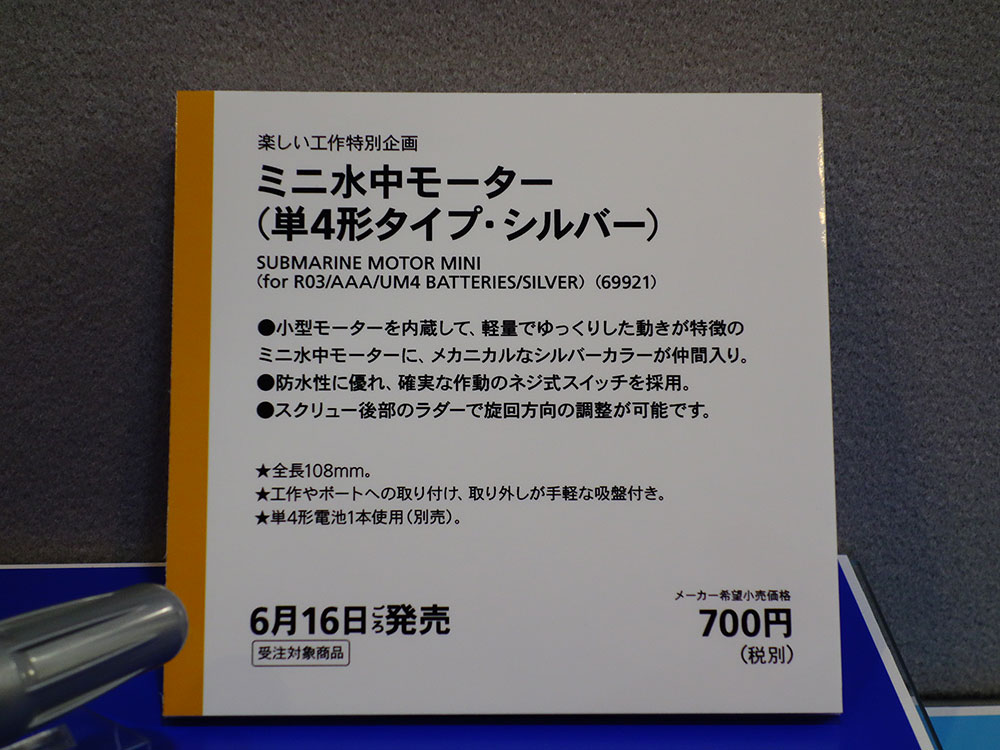 楽しい工作特別企画
ミニ水中モーター
（単4形タイプ・シルバー）
SUBMARINE MOTOR MINI
（for R03/AAA/UM4 BATTERIES/SILVER）（69921）
●小型モーターを内蔵して、軽量でゆっくりした動きが特徴の
ミニ水中モーターに、メカニカルなシルバーカラーが仲間入り。
●防水性に優れ、確実な作動のネジ式スイッチを採用。
●スクリュー後部のラダーで旋回方向の調整が可能です。
★全長108mm。
★工作やボートへの取り付け、取り外しが手軽な吸盤付き。
★単4形電池1本使用（別売）。
6月16日ごろ発売
受注対象商品
メーカー希望小売価格
700円
（税別）